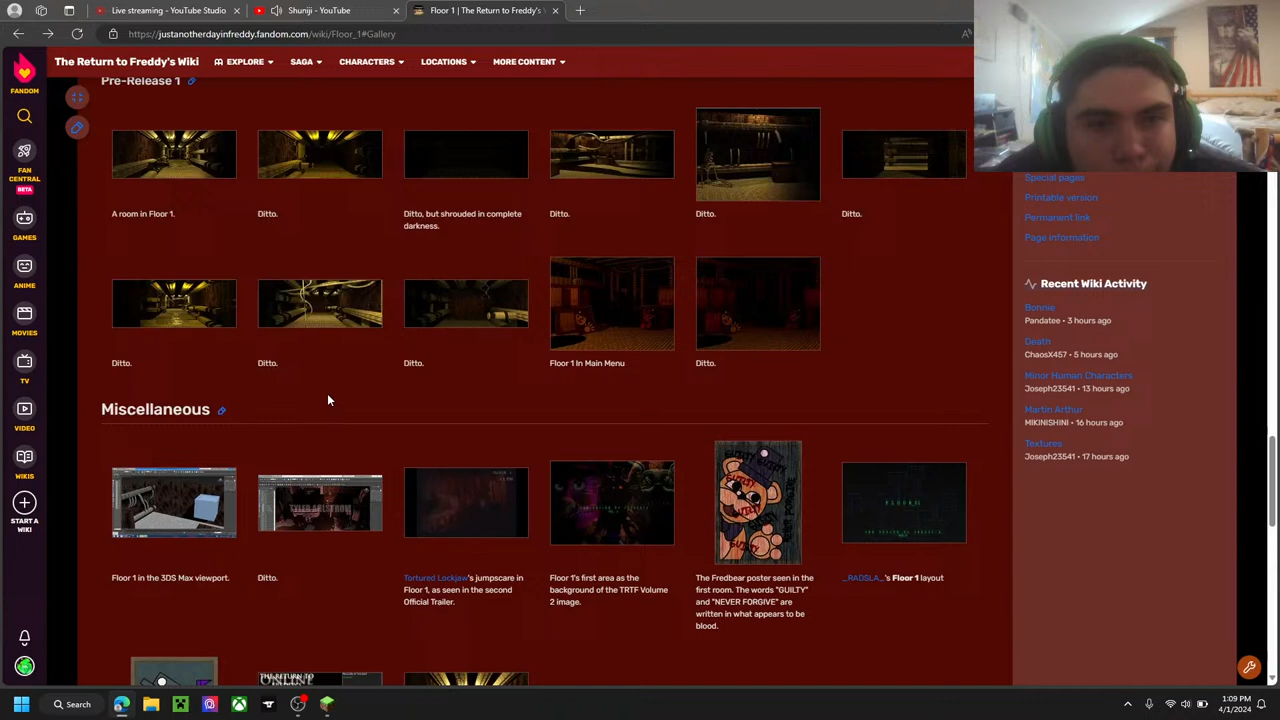 Shunjii - YouTube
Floor 1 | The Return to Freddy's
https://justanotherdayinfreddy.fandom.com/wiki/Floor_1#Gallery
The Return to Freddy's Wiki
EXPLORE
SAGA
CHARACTERS
LOCATIONS
MORE CONTENT
FANDOM
FAN
CENTRAL
BETA
GAMES
ANIME
MOVIES
TV
VIDEO
WIKIS
START A
WIKI
Pre-Release 1
A room in Floor 1.
Ditto.
Ditto, but shrouded in complete
darkness.
Ditto.
Ditto.
Ditto.
Ditto.
Ditto.
Ditto.
Floor 1 In Main Menu
Ditto.
Miscellaneous
Floor 1 in the 3DS Max viewport.
Ditto.
Tortured Lockjaw's jumpscare in
Floor 1, as seen in the second
Official Trailer.
Floor 1's first area as the
background of the TRTF Volume
2 image.
GUILTY
The Fredbear poster seen in the
first room. The words "GUILTY"
and "NEVER FORGIVE" are
written in what appears to be
blood.
_RADSLA_'s Floor 1 layout
THE RETURN TO
Special pages
Printable version
Permanent link
Page information
Recent Wiki Activity
Bonnie
Pandatee • 3 hours ago
Death
ChaosX457 • 5 hours ago
Minor Human Characters
Joseph23541 • 13 hours ago
Martin Arthur
MIKINISHINI • 16 hours ago
Textures
Joseph23541 • 17 hours ago
Search
1:09 PM
4/1/2024